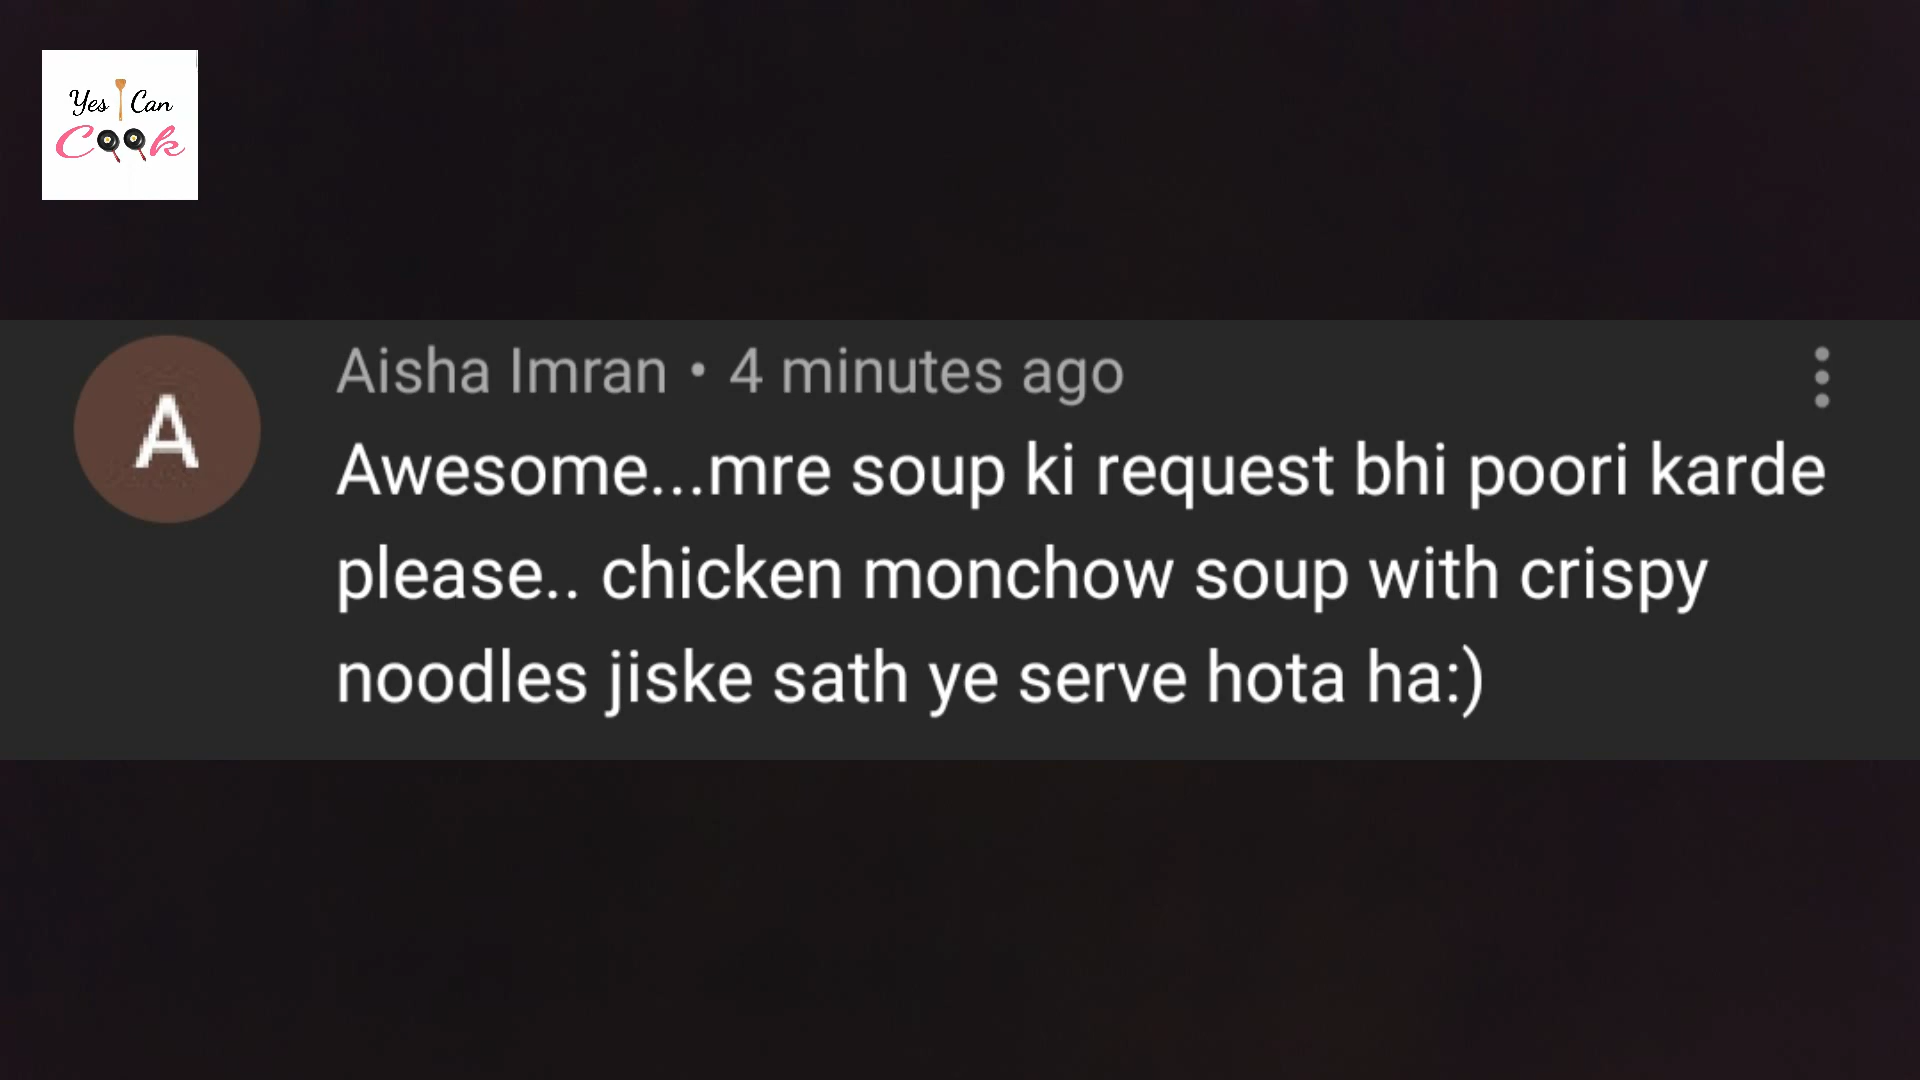 Yes Can
Cook
A
Aisha Imran • 4 minutes ago
Awesome...mre soup ki request bhi poori karde
please.. chicken monchow soup with crispy
noodles jiske sath ye serve hota ha:)